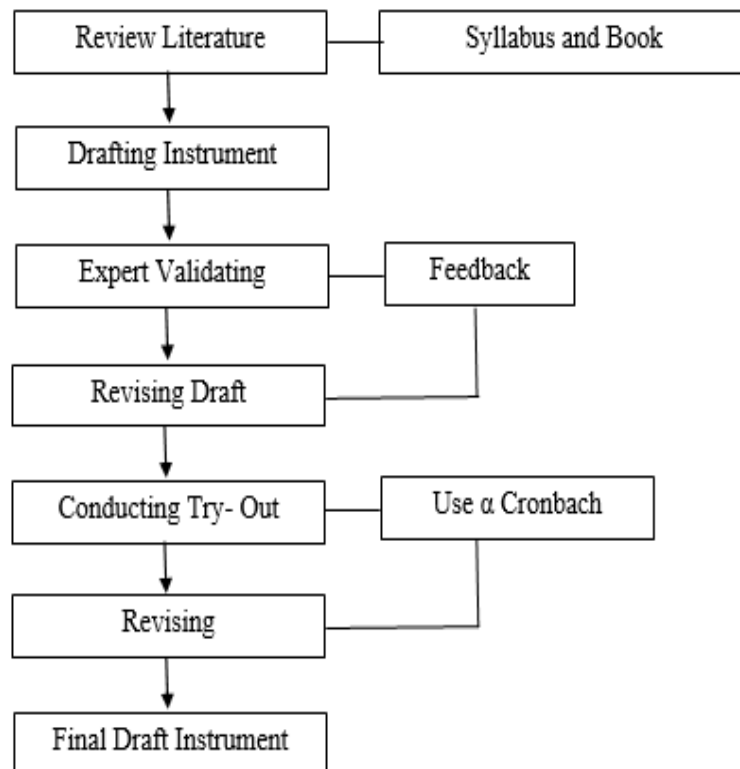 Review Literature
Syllabus and Book
Drafting Instrument
Expert Validating
Feedback
Revising Draft
Conducting Try- Out
Use α Cronbach
Revising
Final Draft Instrument